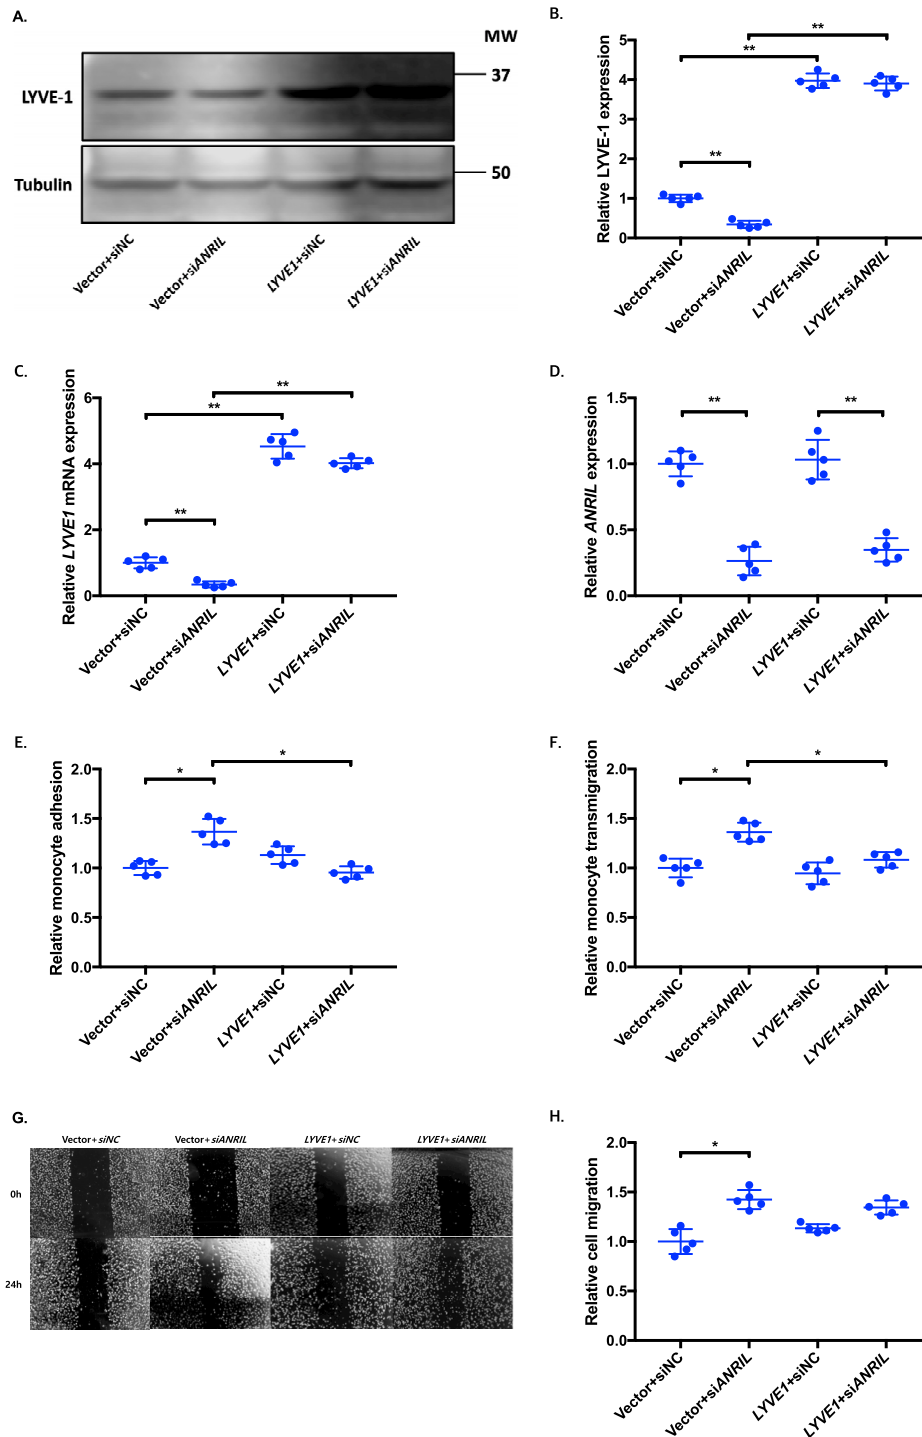 A.
MW
37
LYVE-1
50
Tubulin
Vector+siNC
Vector+siANRIL
LYVE1+siNC
LYVE1+siANRIL
B.
Relative LYVE-1 expression
5
4
3
2
1
0
**
**
**
Vector+siNC
Vector+siANRIL
LYVE1+siNC
LYVE1+siANRIL
C.
Relative LYVE1 mRNA expression
6
4
2
0
**
**
**
Vector+siNC
Vector+siANRIL
LYVE1+siNC
LYVE1+siANRIL
D.
Relative ANRIL expression
1.5
1.0
0.5
0.0
**
**
Vector+siNC
Vector+siANRIL
LYVE1+siNC
LYVE1+siANRIL
E.
Relative monocyte adhesion
2.0
1.5
1.0
0.5
0.0
*
*
Vector+siNC
Vector+siANRIL
LYVE1+siNC
LYVE1+siANRIL
F.
Relative monocyte transmigration
2.0
1.5
1.0
0.5
0.0
*
*
Vector+siNC
Vector+siANRIL
LYVE1+siNC
LYVE1+siANRIL
G.
Vector+siNC
Vector+siANRIL
LYVE1+siNC
LYVE1+siANRIL
0h
24h
H.
Relative cell migration
2.0
1.5
1.0
0.5
0.0
*
Vector+siNC
Vector+siANRIL
LYVE1+siNC
LYVE1+siANRIL